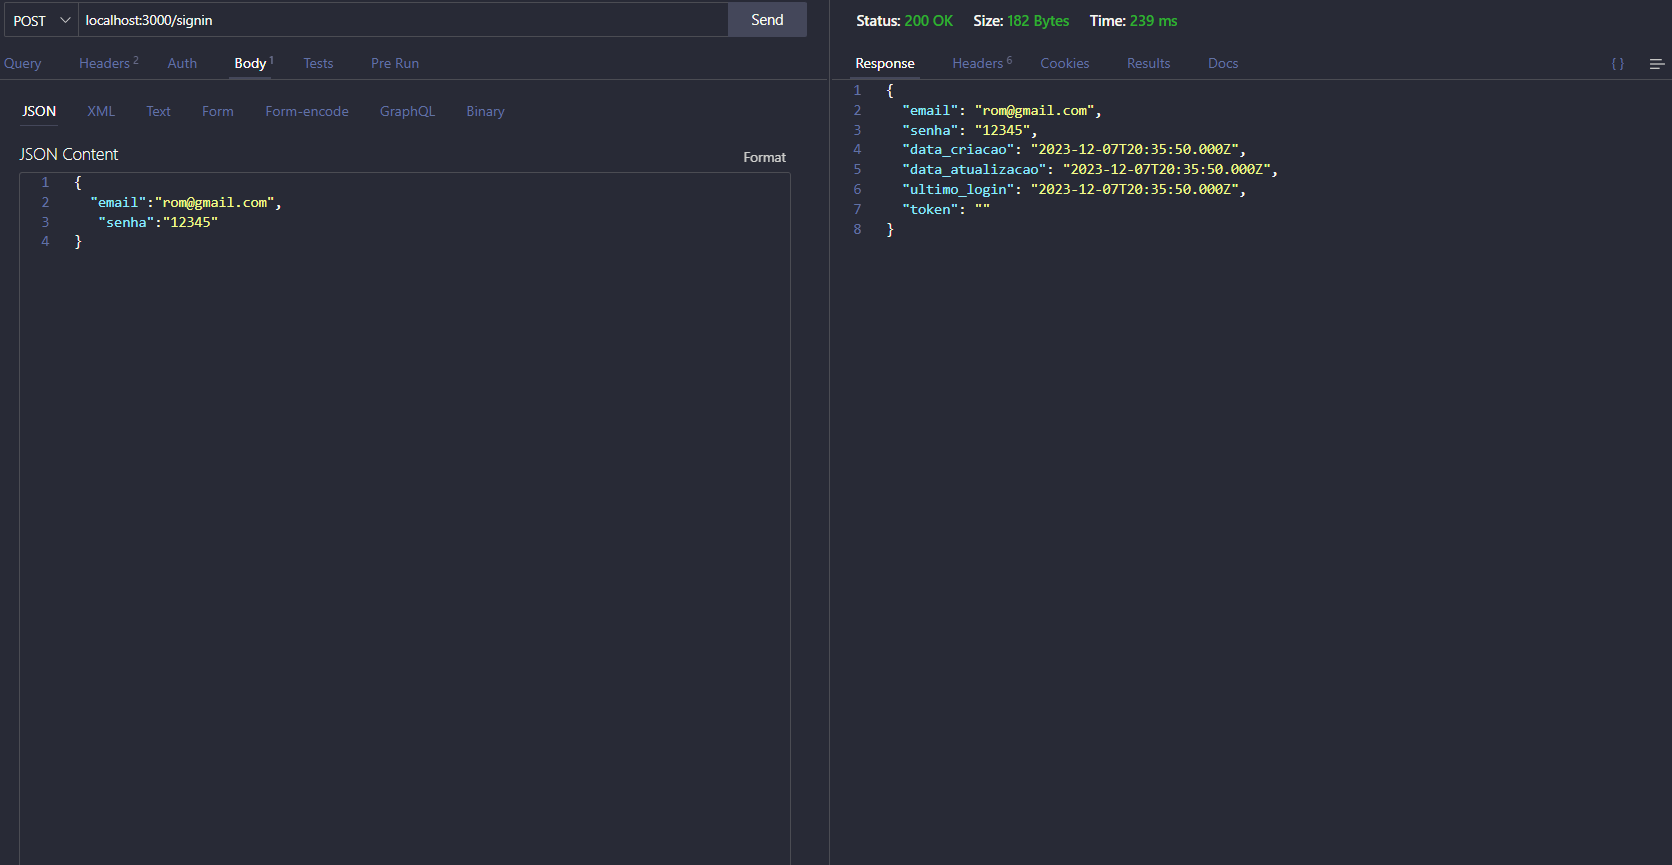 POST localhost:3000/signin Send
Query Headers 2 Auth Body 1 Tests Pre Run
JSON XML Text Form Form-encode GraphQL Binary
JSON Content Format
1 {
2 "email":"rom@gmail.com",
3 "senha":"12345"
4 }
Status: 200 OK Size: 182 Bytes Time: 239 ms
Response Headers 6 Cookies Results Docs { }
1 {
2 "email": "rom@gmail.com",
3 "senha": "12345",
4 "data_criacao": "2023-12-07T20:35:50.000Z",
5 "data_atualizacao": "2023-12-07T20:35:50.000Z",
6 "ultimo_login": "2023-12-07T20:35:50.000Z",
7 "token": ""
8 }